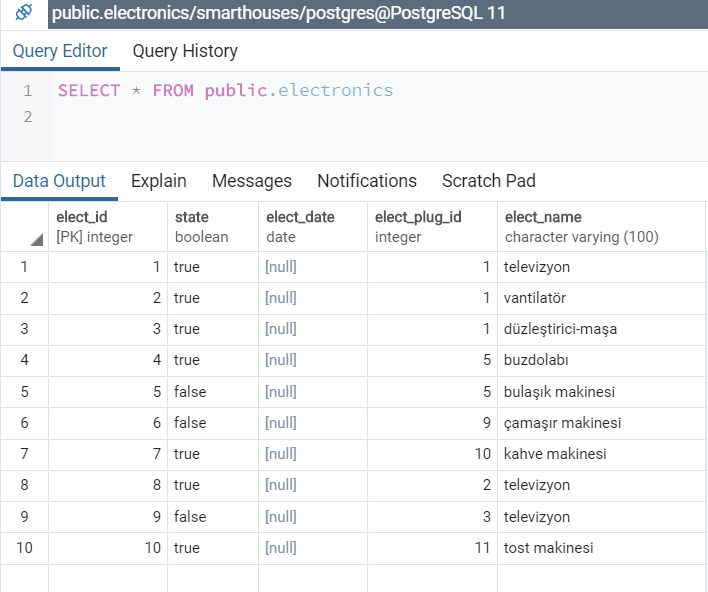 public.electronics/smarthouses/postgres@PostgreSQL 11
Query Editor Query History
1 SELECT * FROM public.electronics
2
Data Output Explain Messages Notifications Scratch Pad
elect_id state elect_date elect_plug_id elect_name
[PK] integer boolean date integer character varying (100)
1 1 true [null] 1 televizyon
2 2 true [null] 1 vantilatör
3 3 true [null] 1 düzleştirici-maşa
4 4 true [null] 5 buzdolabı
5 5 false [null] 5 bulaşık makinesi
6 6 false [null] 9 çamaşır makinesi
7 7 true [null] 10 kahve makinesi
8 8 true [null] 2 televizyon
9 9 false [null] 3 televizyon
10 10 true [null] 11 tost makinesi